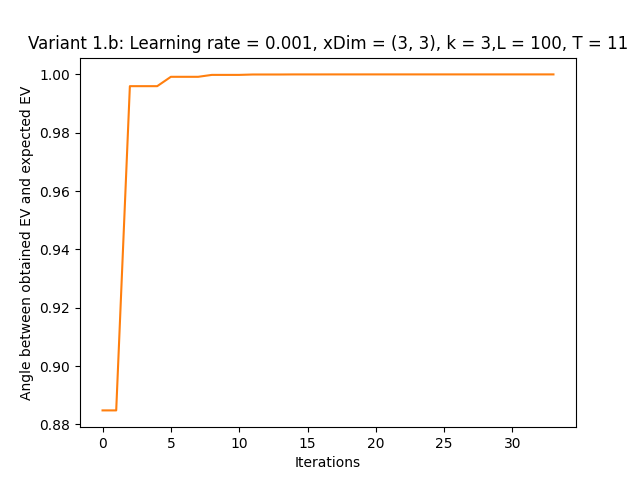 Variant 1.b: Learning rate = 0.001, xDim = (3, 3), k = 3,L = 100, T = 11
1.00
0.98
0.96
0.94
0.92
0.90
0.88
Angle between obtained EV and expected EV
0 5 10 15 20 25 30
Iterations